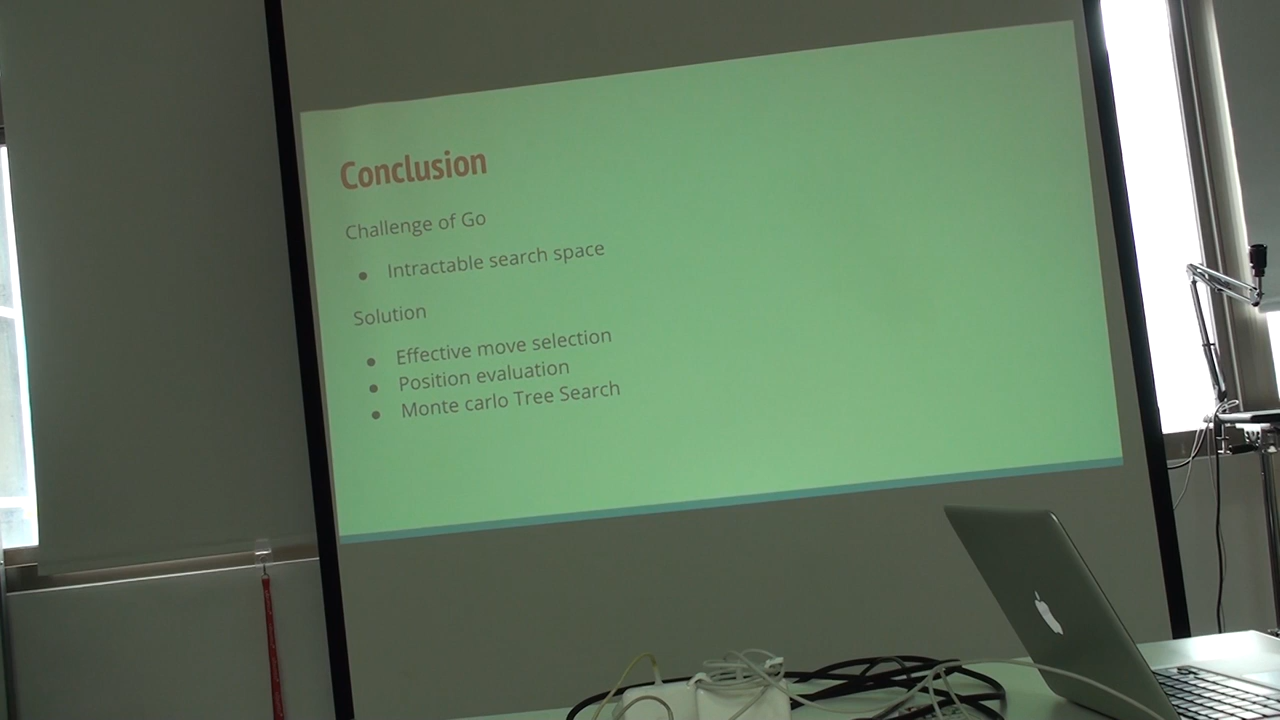 Conclusion
Challenge of Go
● Intractable search space
Solution
● Effective move selection
● Position evaluation
● Monte carlo Tree Search